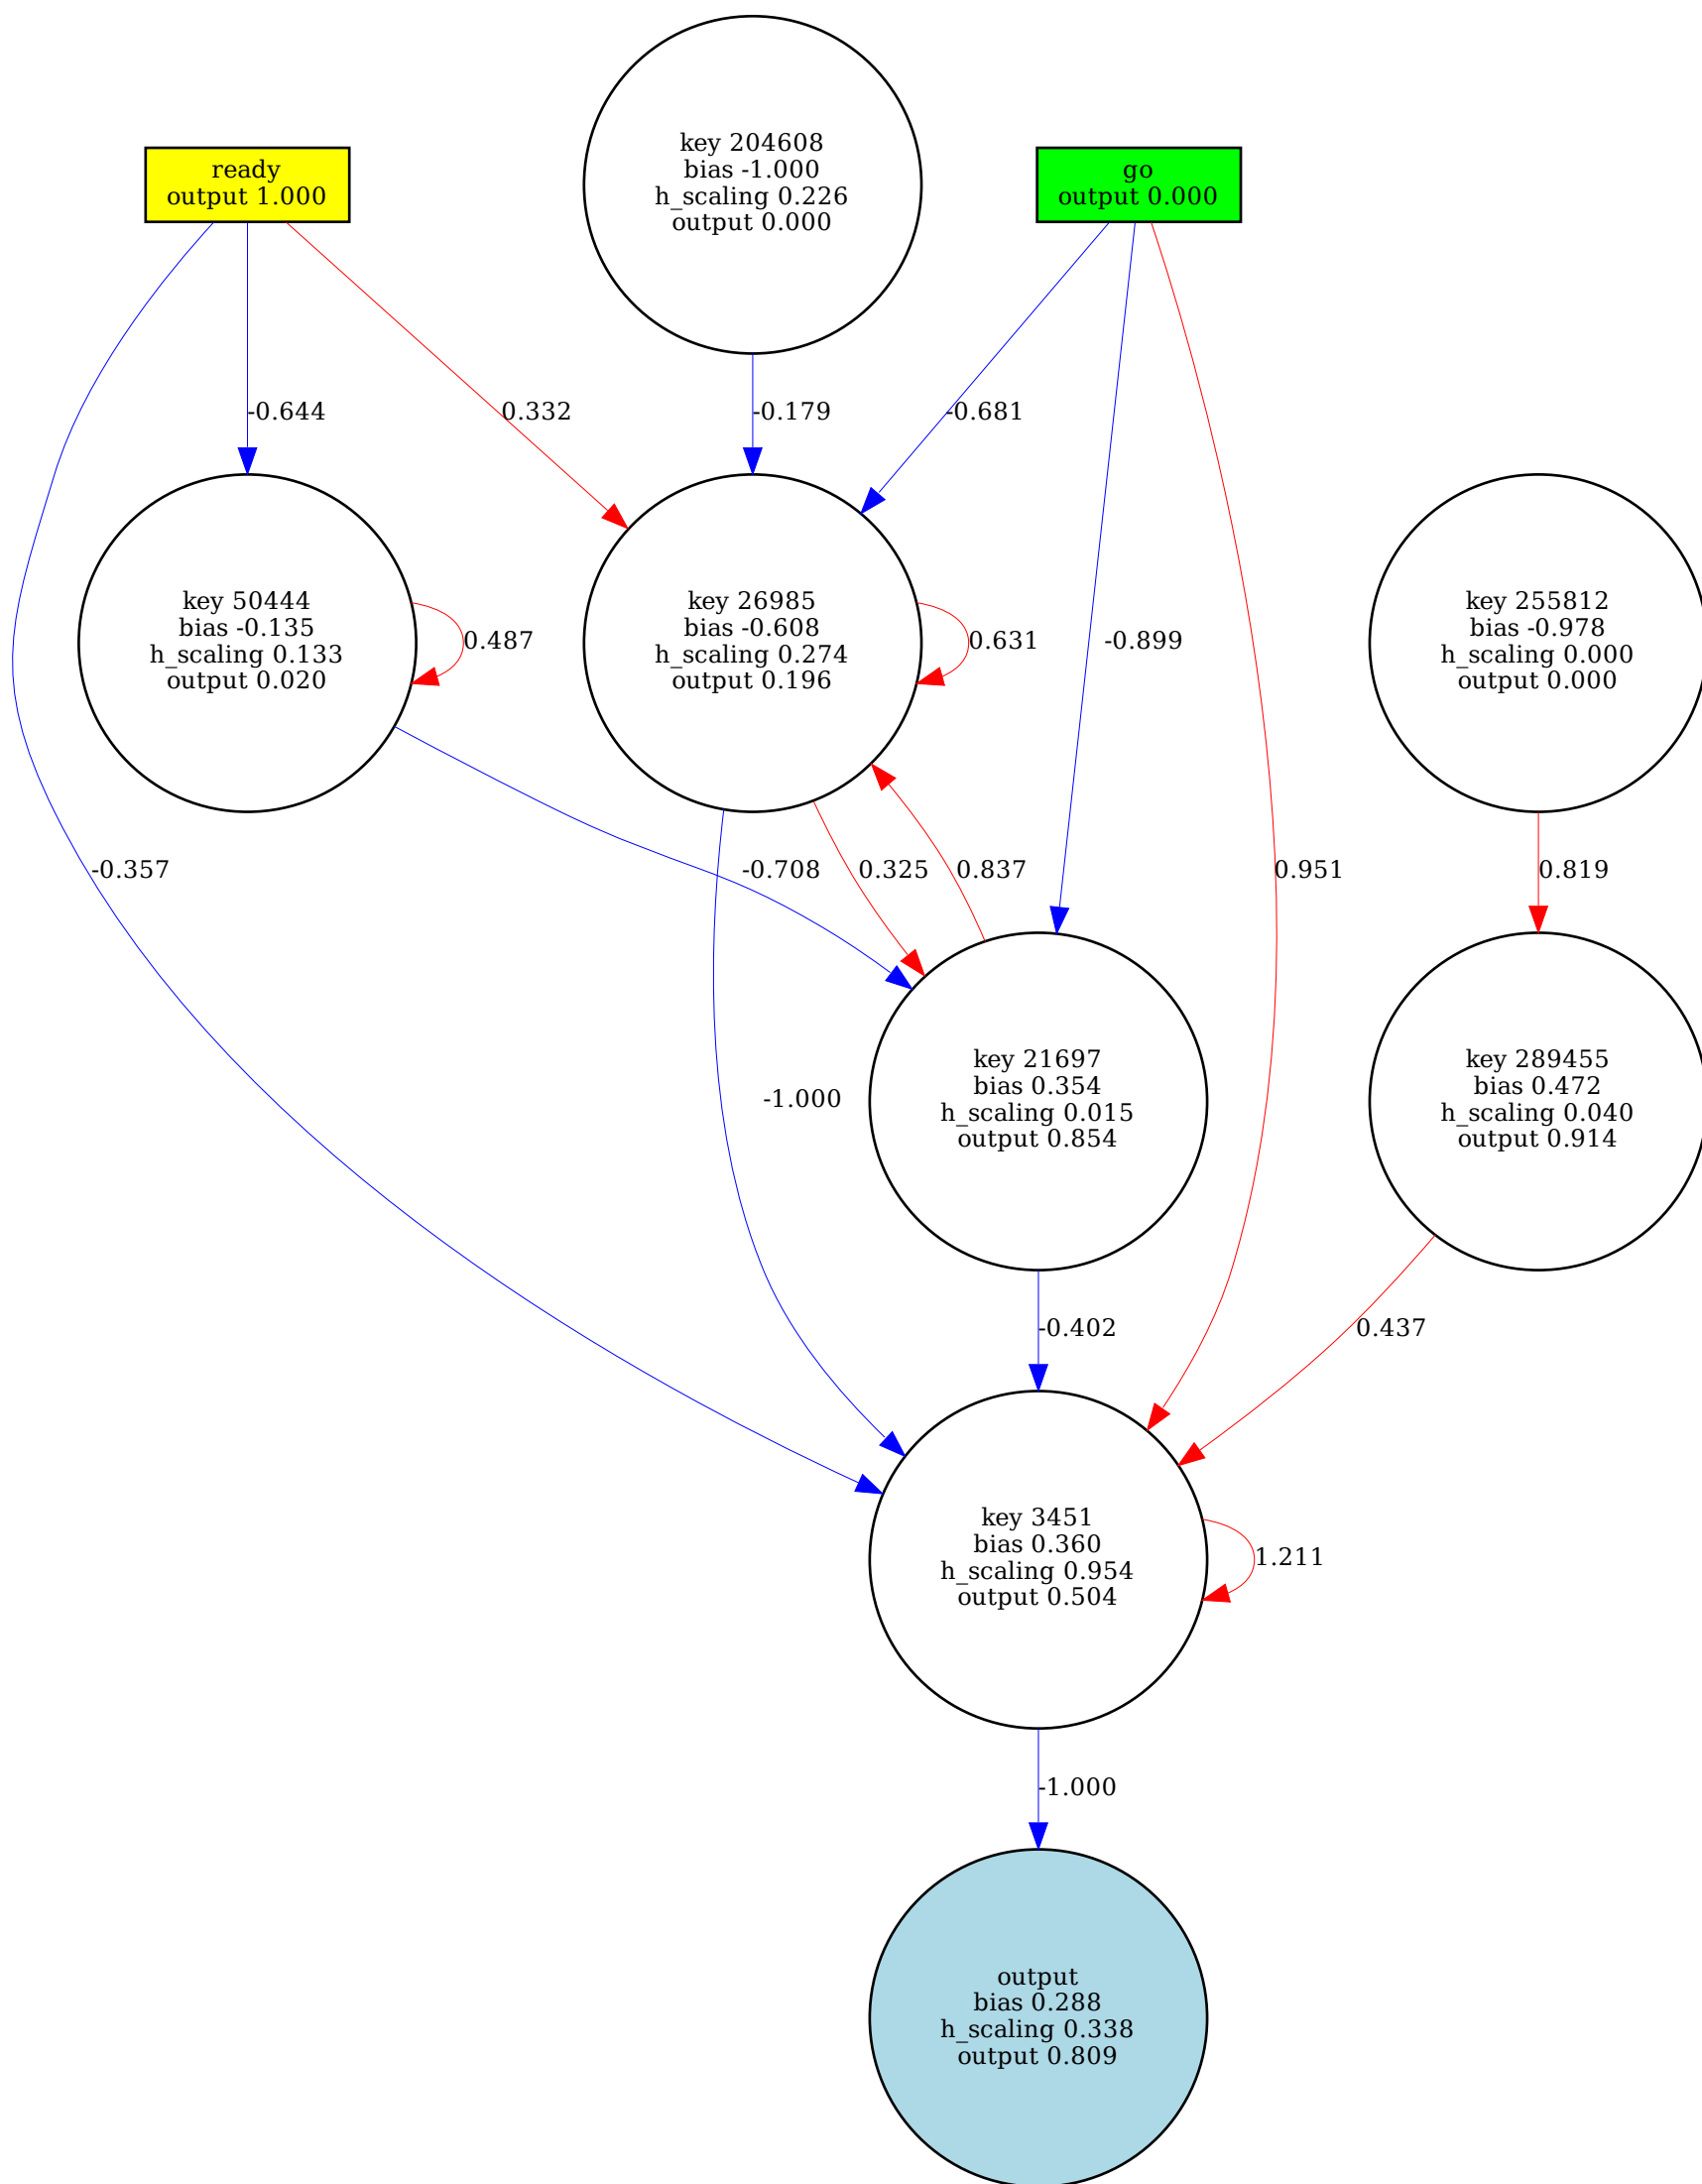 key 204608
bias -1.000
h_scaling 0.226
output 0.000
ready
output 1.000
go
output 0.000
-0.644
0.332
-0.179
-0.681
key 50444
bias -0.135
h_scaling 0.133
output 0.020
0.487
key 26985
bias -0.608
h_scaling 0.274
output 0.196
0.631
-0.899
key 255812
bias -0.978
h_scaling 0.000
output 0.000
-0.357
-0.708
0.325
0.837
0.951
0.819
-1.000
key 21697
bias 0.354
h_scaling 0.015
output 0.854
key 289455
bias 0.472
h_scaling 0.040
output 0.914
-0.402
0.437
key 3451
bias 0.360
h_scaling 0.954
output 0.504
1.211
-1.000
output
bias 0.288
h_scaling 0.338
output 0.809